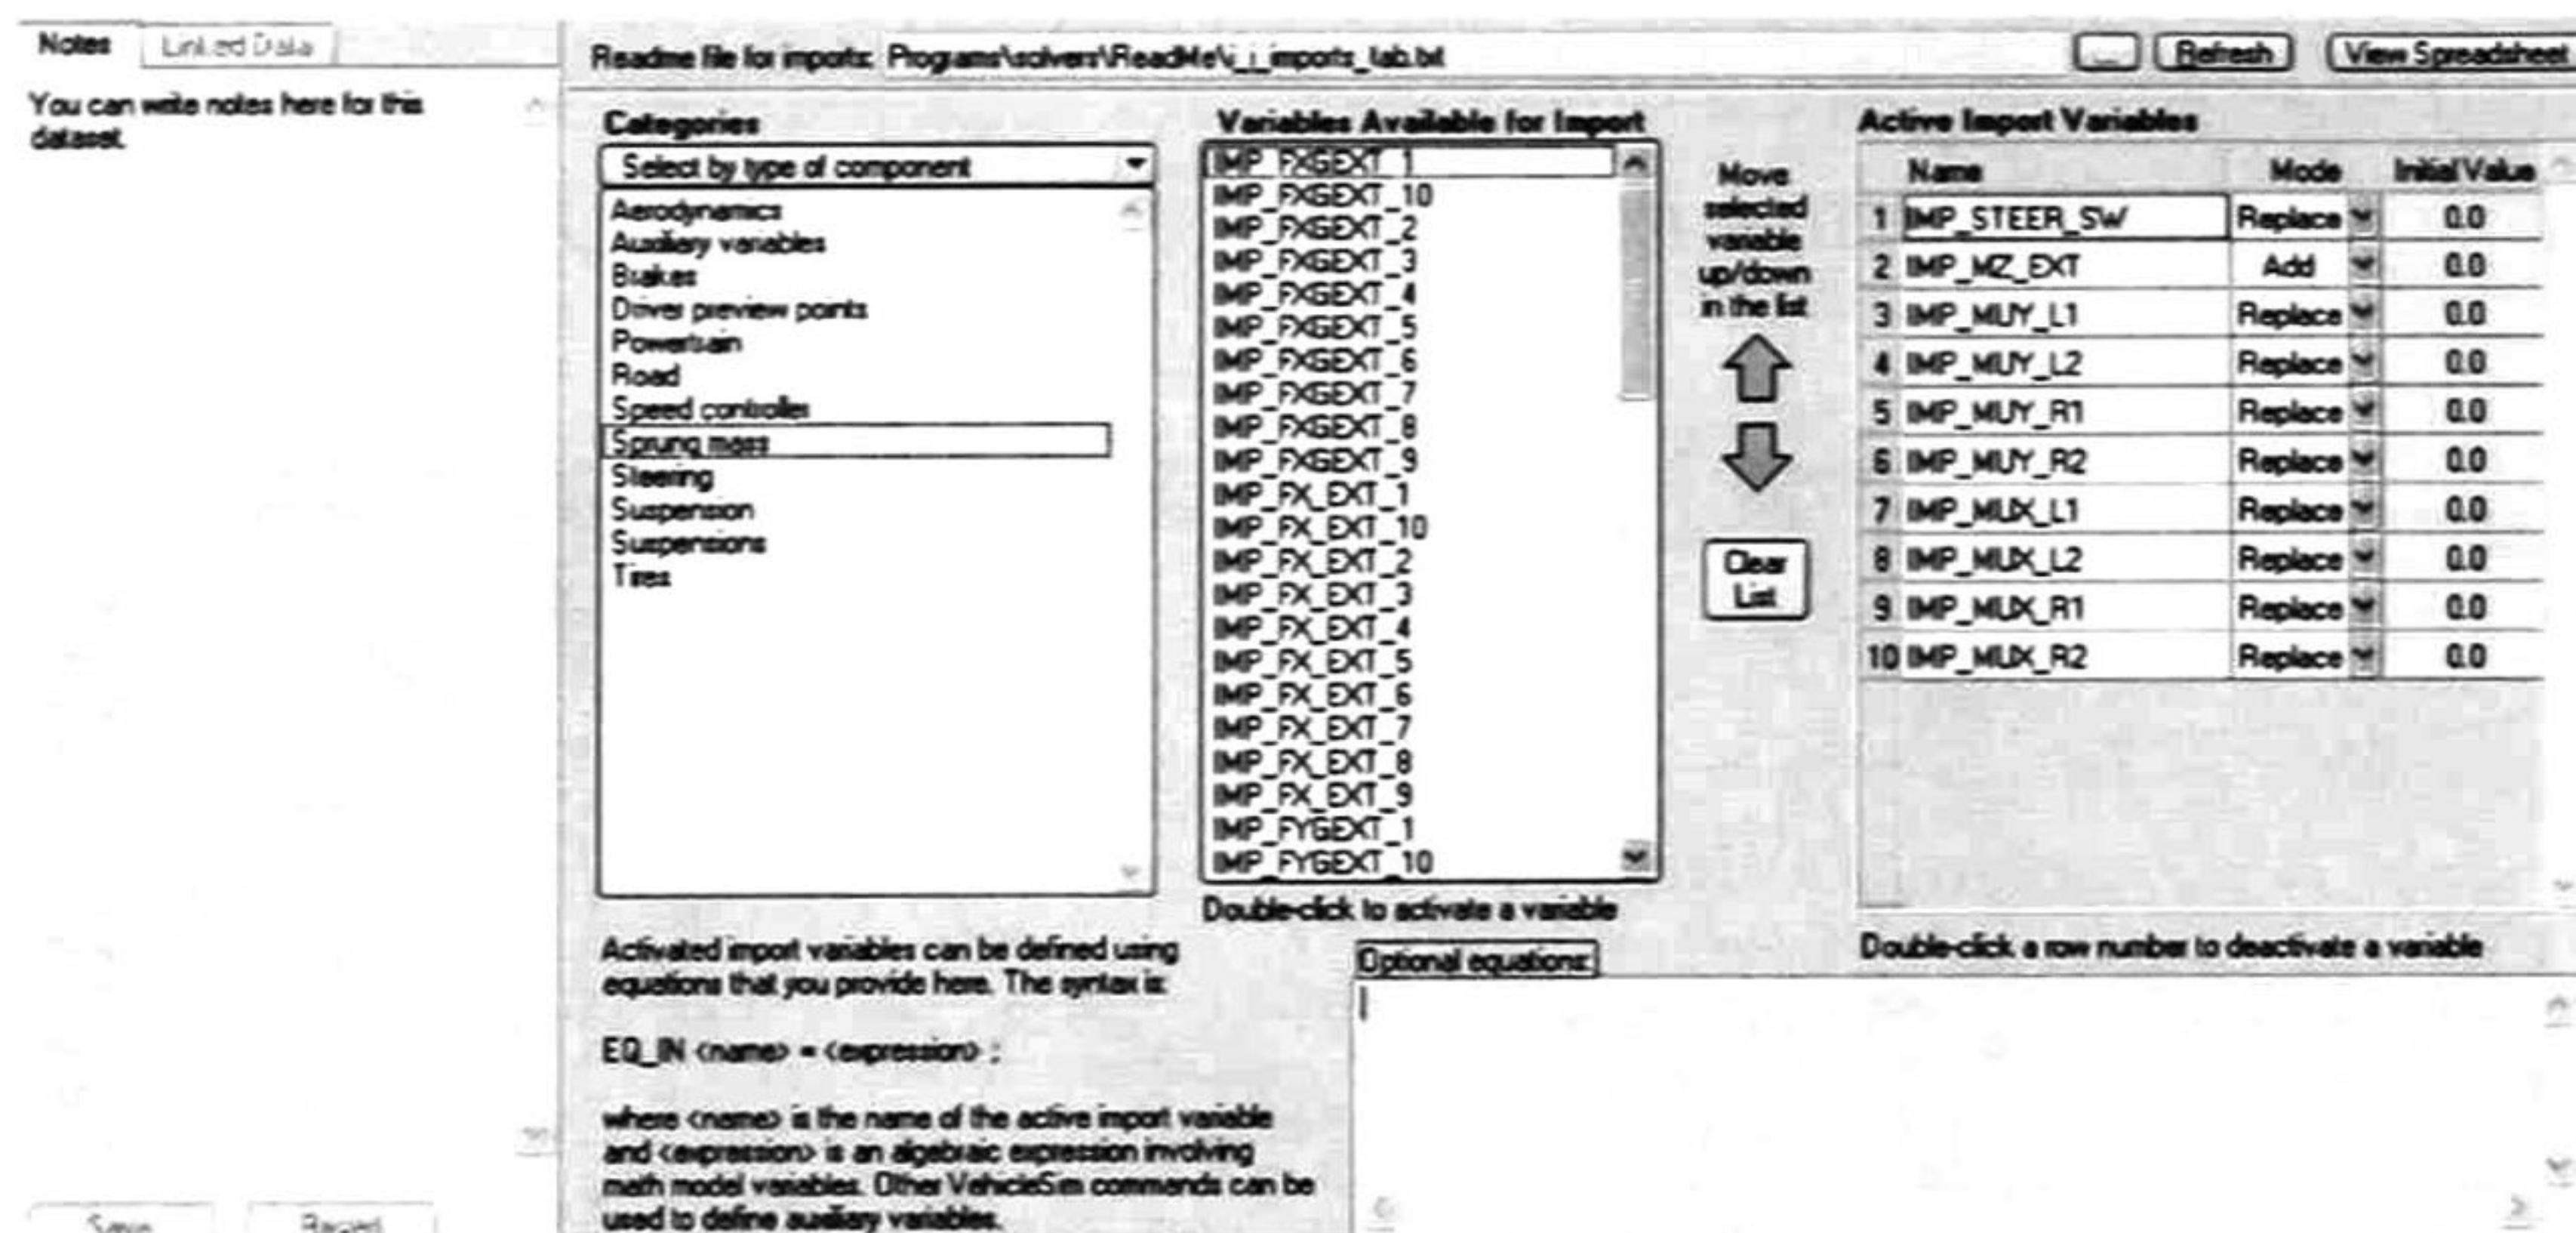 Notes
Linked Data
You can write notes here for this
dataset.
Readme file for imports: Programs\solvers\ReadMe\i_i_imports_tab.txt
...
Refresh
View Spreadsheet
Categories
Select by type of component
Aerodynamics
Auxiliary variables
Brakes
Driver preview points
Powertrain
Road
Speed controller
Sprung mass
Steering
Suspension
Suspensions
Tires
Variables Available for Import
IMP_FXGEXT_1
IMP_FXGEXT_10
IMP_FXGEXT_2
IMP_FXGEXT_3
IMP_FXGEXT_4
IMP_FXGEXT_5
IMP_FXGEXT_6
IMP_FXGEXT_7
IMP_FXGEXT_8
IMP_FXGEXT_9
IMP_FX_EXT_1
IMP_FX_EXT_10
IMP_FX_EXT_2
IMP_FX_EXT_3
IMP_FX_EXT_4
IMP_FX_EXT_5
IMP_FX_EXT_6
IMP_FX_EXT_7
IMP_FX_EXT_8
IMP_FX_EXT_9
IMP_FYGEXT_1
IMP_FYGEXT_10
Double-click to activate a variable
Move
selected
variable
up/down
in the list
Clear
List
Active Import Variables
Name Mode Initial Value
1 IMP_STEER_SW Replace 0.0
2 IMP_MZ_EXT Add 0.0
3 IMP_MUY_L1 Replace 0.0
4 IMP_MUY_L2 Replace 0.0
5 IMP_MUY_R1 Replace 0.0
6 IMP_MUY_R2 Replace 0.0
7 IMP_MUX_L1 Replace 0.0
8 IMP_MUX_L2 Replace 0.0
9 IMP_MUX_R1 Replace 0.0
10 IMP_MUX_R2 Replace 0.0
Double-click a row number to deactivate a variable
Activated import variables can be defined using
equations that you provide here. The syntax is:
EQ_IN <name> = <expression> ;
where <name> is the name of the active import variable
and <expression> is an algebraic expression involving
math model variables. Other VehicleSim commands can be
used to define auxiliary variables.
Optional equations: